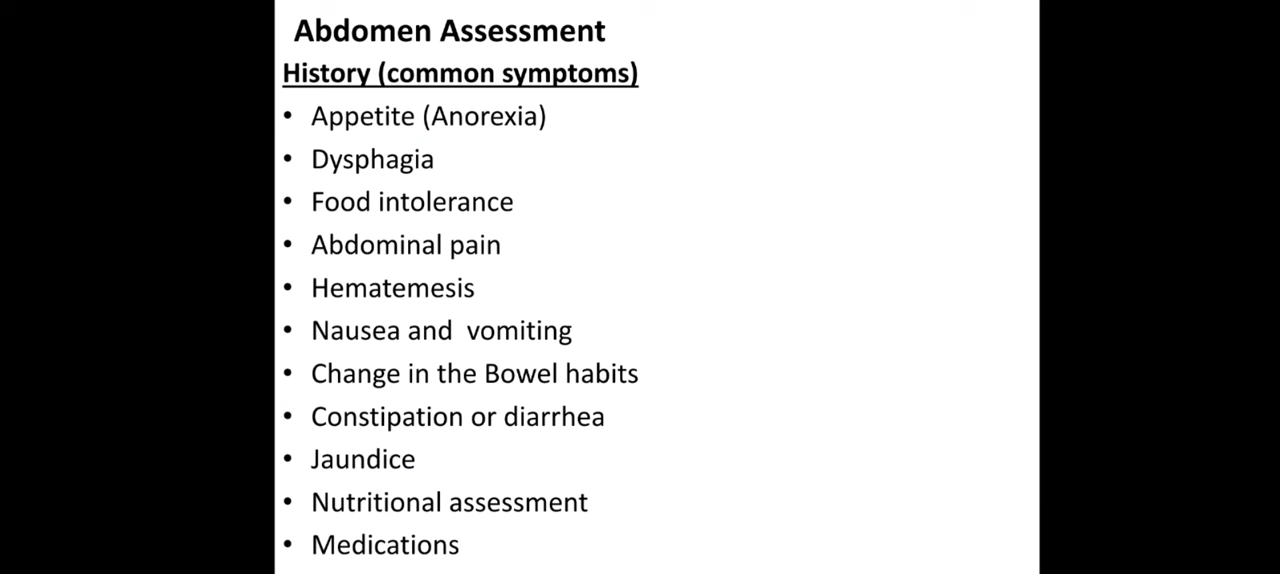 Abdomen Assessment
History (common symptoms)
• Appetite (Anorexia)
• Dysphagia
• Food intolerance
• Abdominal pain
• Hematemesis
• Nausea and  vomiting
• Change in the Bowel habits
• Constipation or diarrhea
• Jaundice
• Nutritional assessment
• Medications